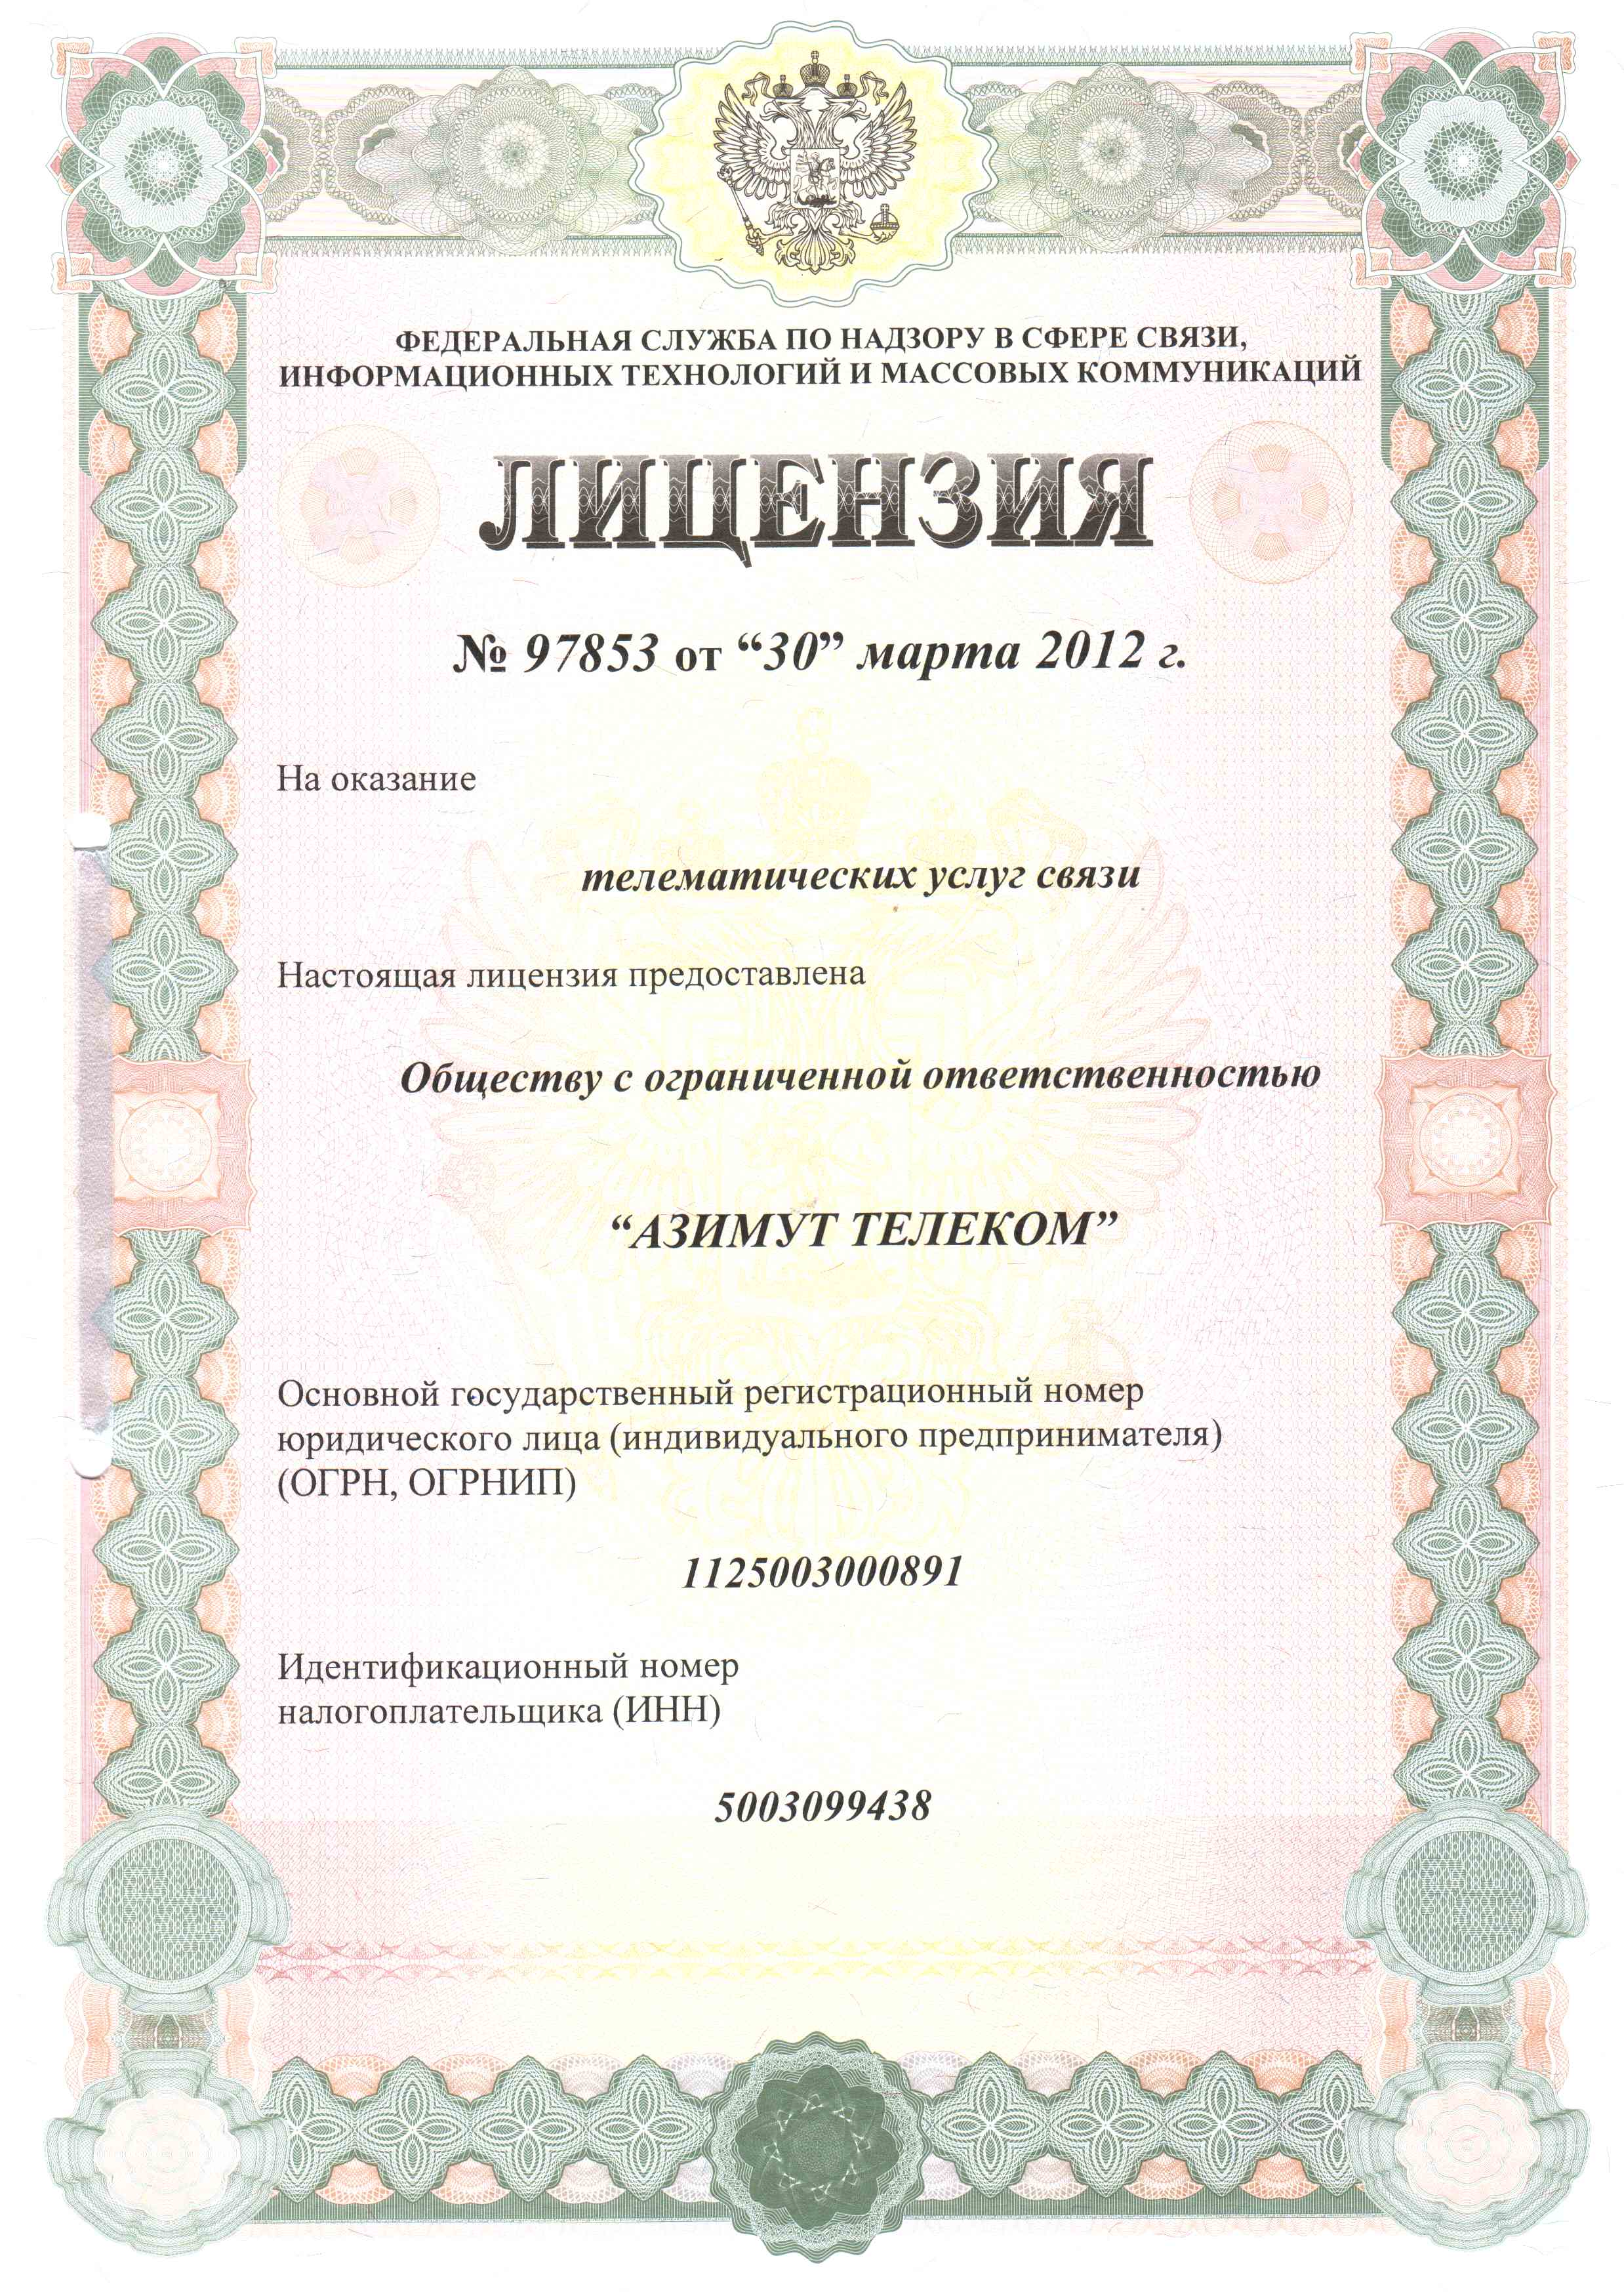 ФЕДЕРАЛЬНАЯ СЛУЖБА ПО НАДЗОРУ В СФЕРЕ СВЯЗИ,
ИНФОРМАЦИОННЫХ ТЕХНОЛОГИЙ И МАССОВЫХ КОММУНИКАЦИЙ
ЛИЦЕНЗИЯ
№ 97853 от “30” марта 2012 г.
На оказание
телематических услуг связи
Настоящая лицензия предоставлена
Обществу с ограниченной ответственностью
“АЗИМУТ ТЕЛЕКОМ”
Основной государственный регистрационный номер
юридического лица (индивидуального предпринимателя)
(ОГРН, ОГРНИП)
1125003000891
Идентификационный номер
налогоплательщика (ИНН)
5003099438